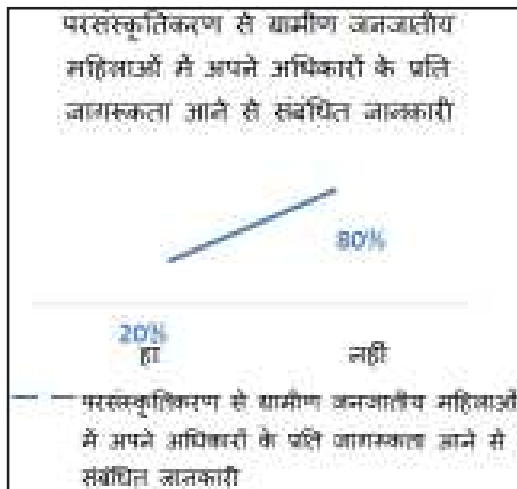 परसंस्कृतिकरण से ग्रामीण जनजातीय
महिलाओं में अपने अधिकारों के प्रति
जागरूकता आने से संबंधित जानकारी
80%
20%
हा नहीं
परसंस्कृतिकरण से ग्रामीण जनजातीय महिलाओं
में अपने अधिकारों के प्रति जागरूकता आने से
संबंधित जानकारी